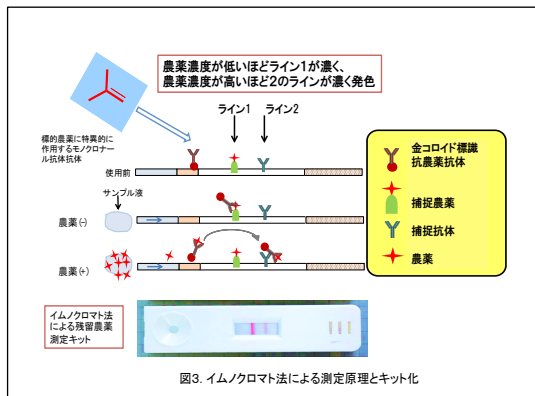 農薬濃度が低いほどライン1が濃く、
農薬濃度が高いほど2のラインが濃く発色
ライン1
ライン2
標的農薬に特異的に
作用するモノクロナー
ル抗体抗体
使用前
サンプル液
農薬(-)
農薬(+)
金コロイド標識
抗農薬抗体
捕捉農薬
捕捉抗体
農薬
イムノクロマト法
による残留農薬
測定キット
図3. イムノクロマト法による測定原理とキット化